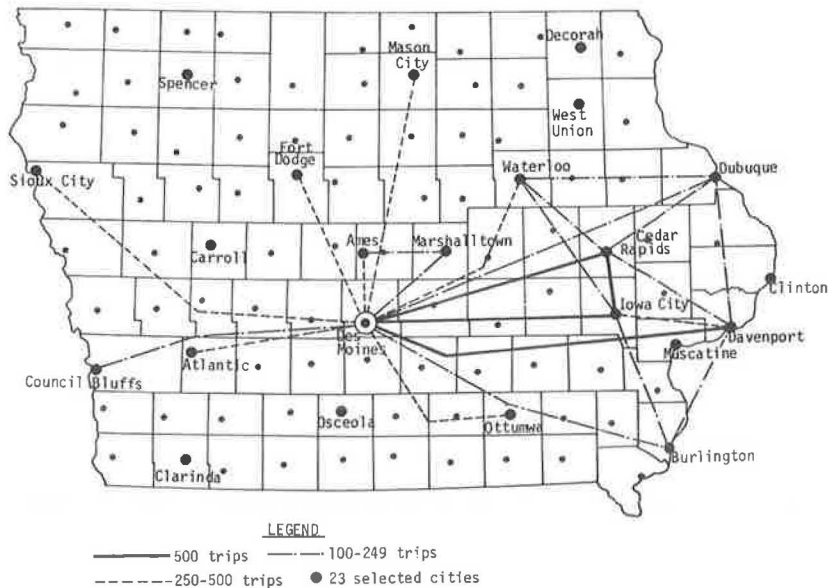 Decorah
Mason
City
Spencer
West
Union
Fort
Dodge
Waterloo
Dubuque
Sioux City
Ames
Marshalltown
Cedar
Rapids
Carroll
Clinton
Iowa City
Des
Moines
Davenport
Muscatine
Atlantic
Council Bluffs
Osceola
Ottumwa
Burlington
Clarinda
LEGEND
500 trips
100-249 trips
250-500 trips
23 selected cities